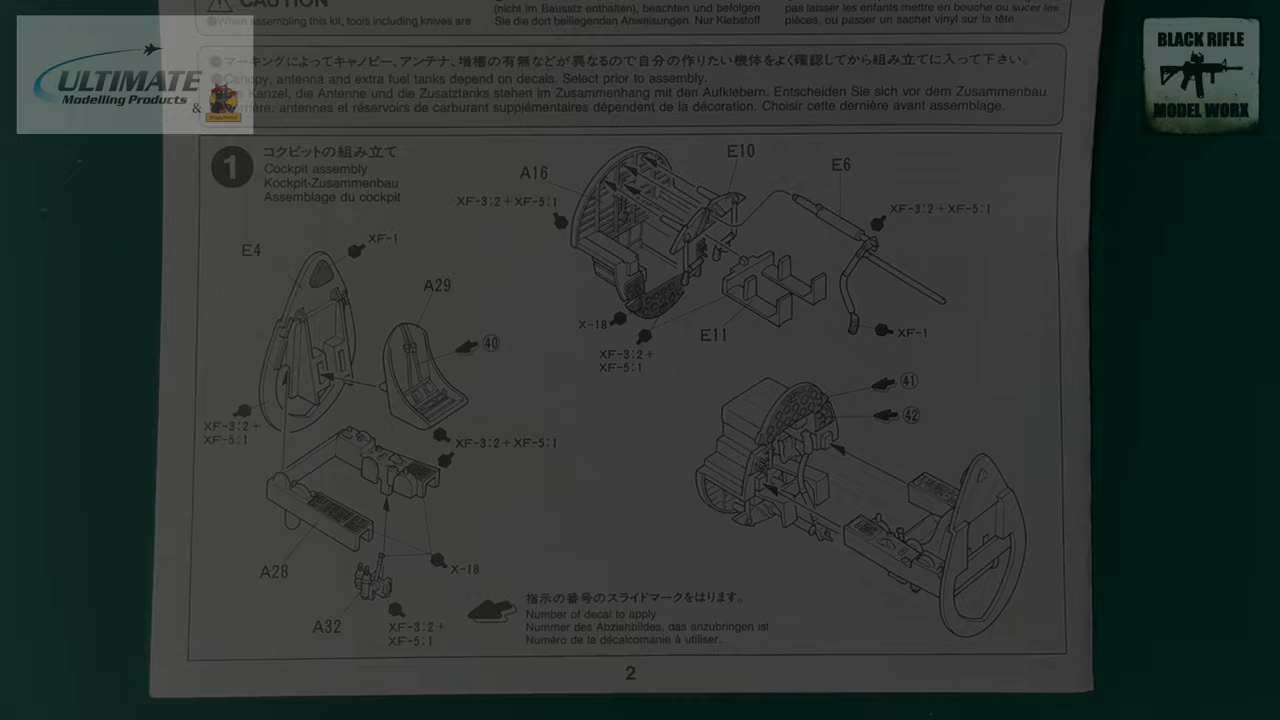 CAUTION
●When assembling this kit, tools including knives are
(nicht im Bausatz enthalten), beachten und befolgen
Sie die dort beiliegenden Anweisungen. Nur Klebstoff
pas laisser les enfants mettre en bouche ou sucer les
pièces, ou passer un sachet vinyl sur la tête.
ULTIMATE
Modelling Products
&
BLACK RIFLE
MODEL WORX
●マーキングによってキャノピー、アンテナ、増槽の有無などが異なるので自分の作りたい機体をよく確認してから組み立てに入って下さい。
●Canopy, antenna and extra fuel tanks depend on decals. Select prior to assembly.
Kanzel, die Antenne und die Zusatztanks stehen im Zusammenhang mit den Aufklebern. Entscheiden Sie sich vor dem Zusammenbau
antennes et réservoirs de carburant supplémentaires dépendent de la décoration. Choisir cette dernière avant assemblage.
1
コクピットの組み立て
Cockpit assembly
Kockpit-Zusammenbau
Assemblage du cockpit
A16
E10
E6
XF-3:2+XF-5:1
XF-3:2+XF-5:1
E4
XF-1
A29
㊵
X-18
XF-3:2+
XF-5:1
E11
XF-1
㊶
㊷
XF-3:2+
XF-5:1
XF-3:2+XF-5:1
A28
X-18
A32
XF-3:2+
XF-5:1
指示の番号のスライドマークをはります。
Number of decal to apply
Nummer des Abziehbildes, das anzubringen ist
Numéro de la décalcomanie à utiliser.
2